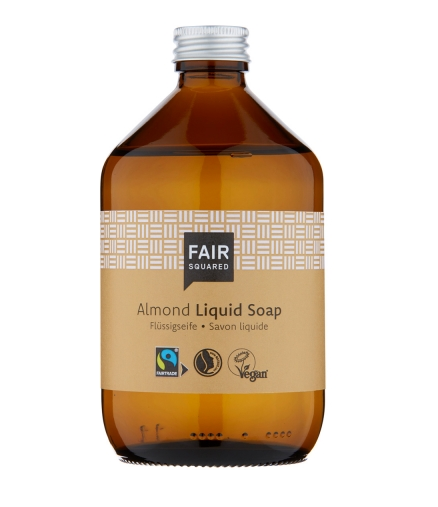 FAIR
SQUARED
Almond Liquid Soap
Flüssigseife • Savon liquide
FAIRTRADE
Vegan